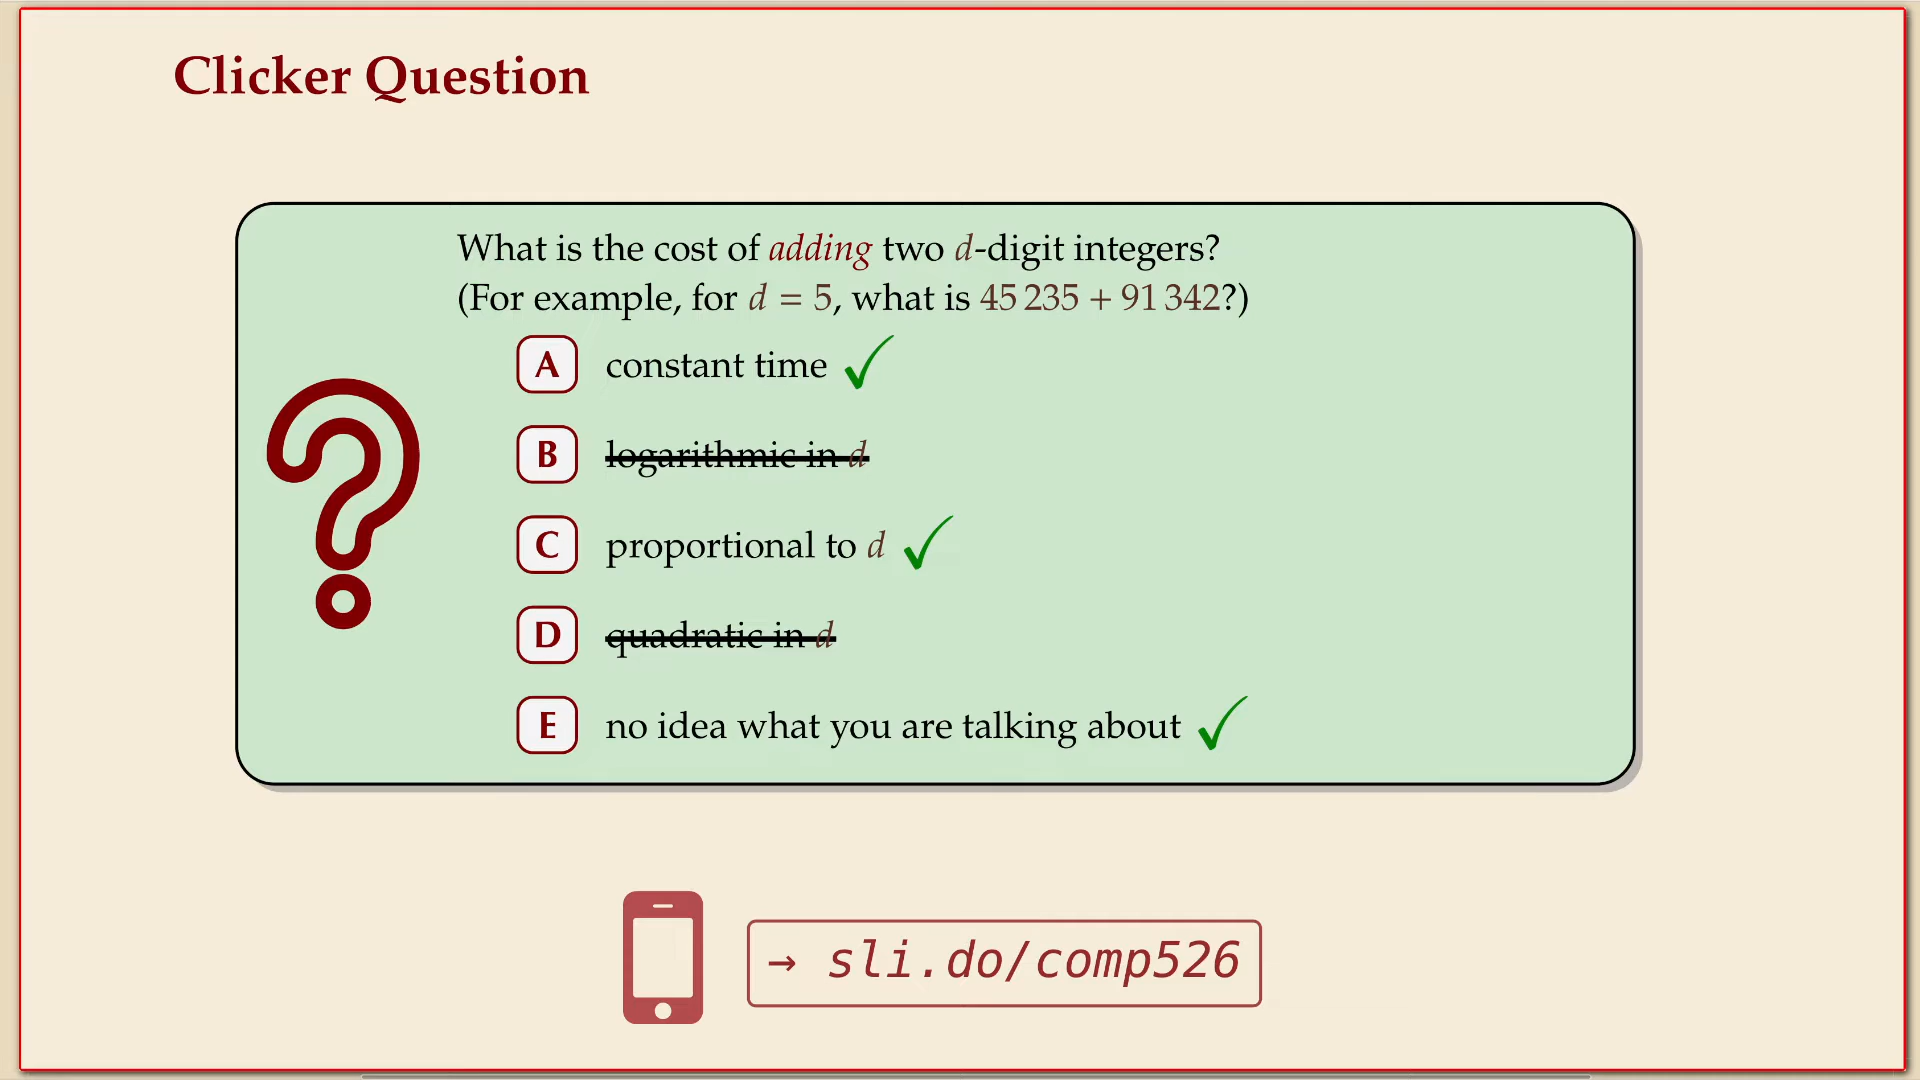 Clicker Question
What is the cost of adding two d-digit integers?
(For example, for d = 5, what is 45 235 + 91 342?)
A constant time ✓
B logarithmic in d
C proportional to d ✓
D quadratic in d
E no idea what you are talking about ✓
→ sli.do/comp526